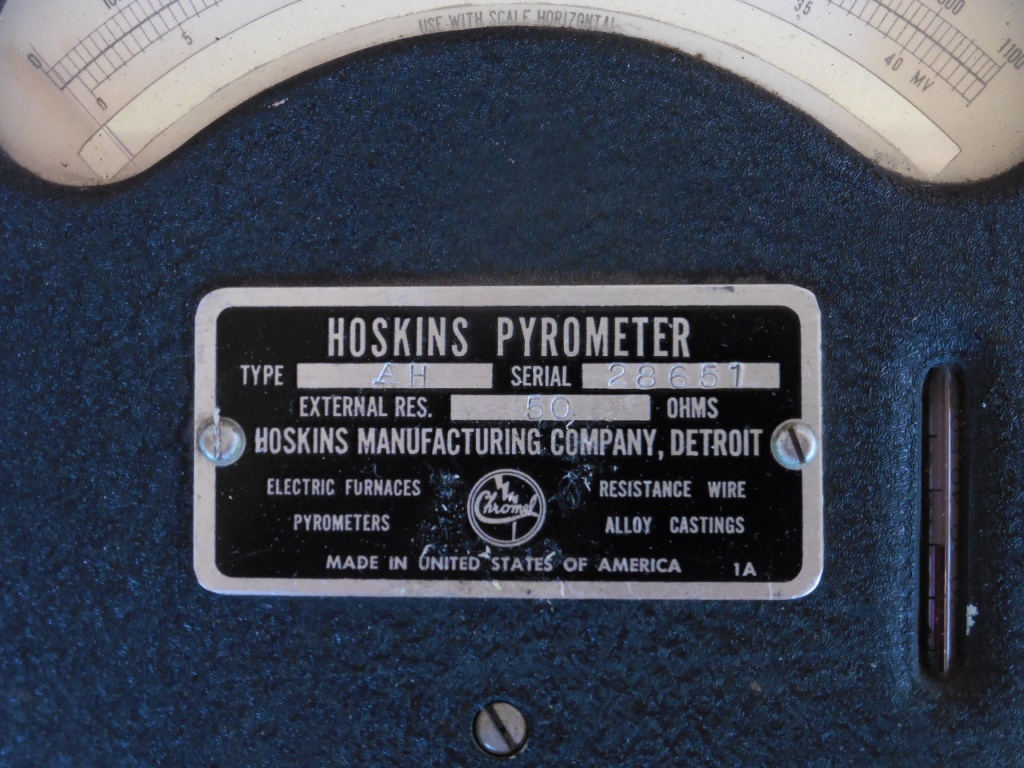 0 5 35 40 MV 1100
0
USE WITH SCALE HORIZONTAL
HOSKINS PYROMETER
TYPE AH SERIAL 28651
EXTERNAL RES. 50 OHMS
HOSKINS MANUFACTURING COMPANY, DETROIT
ELECTRIC FURNACES
PYROMETERS
Chromel
RESISTANCE WIRE
ALLOY CASTINGS
MADE IN UNITED STATES OF AMERICA 1A